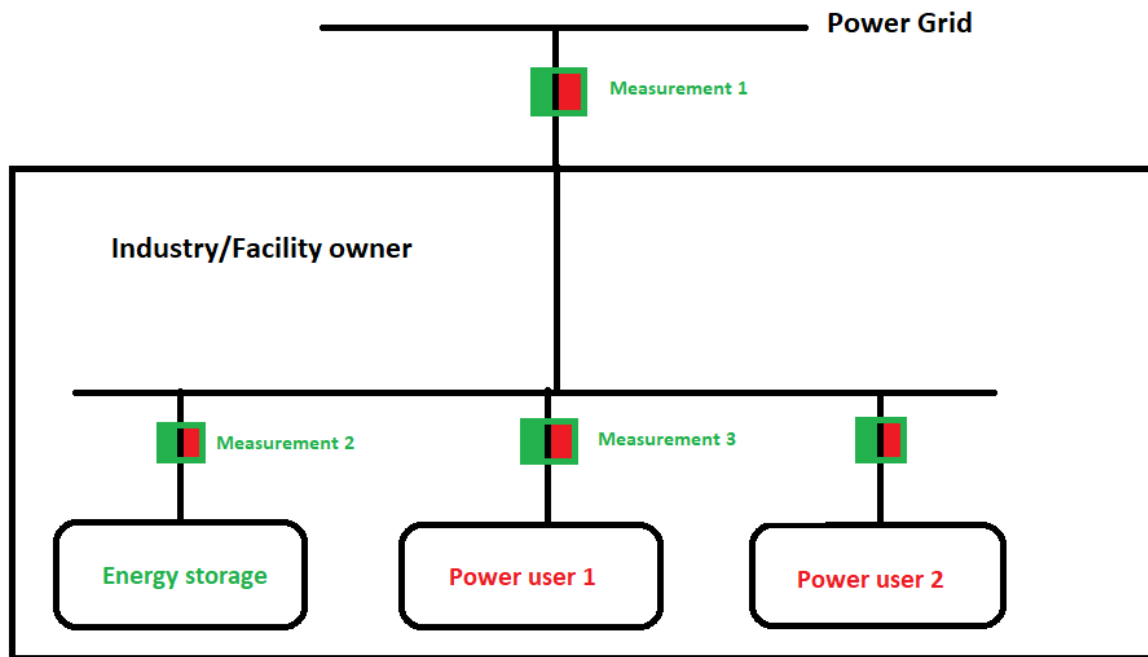 Power Grid
Measurement 1
Industry/Facility owner
Measurement 2
Measurement 3
Energy storage
Power user 1
Power user 2